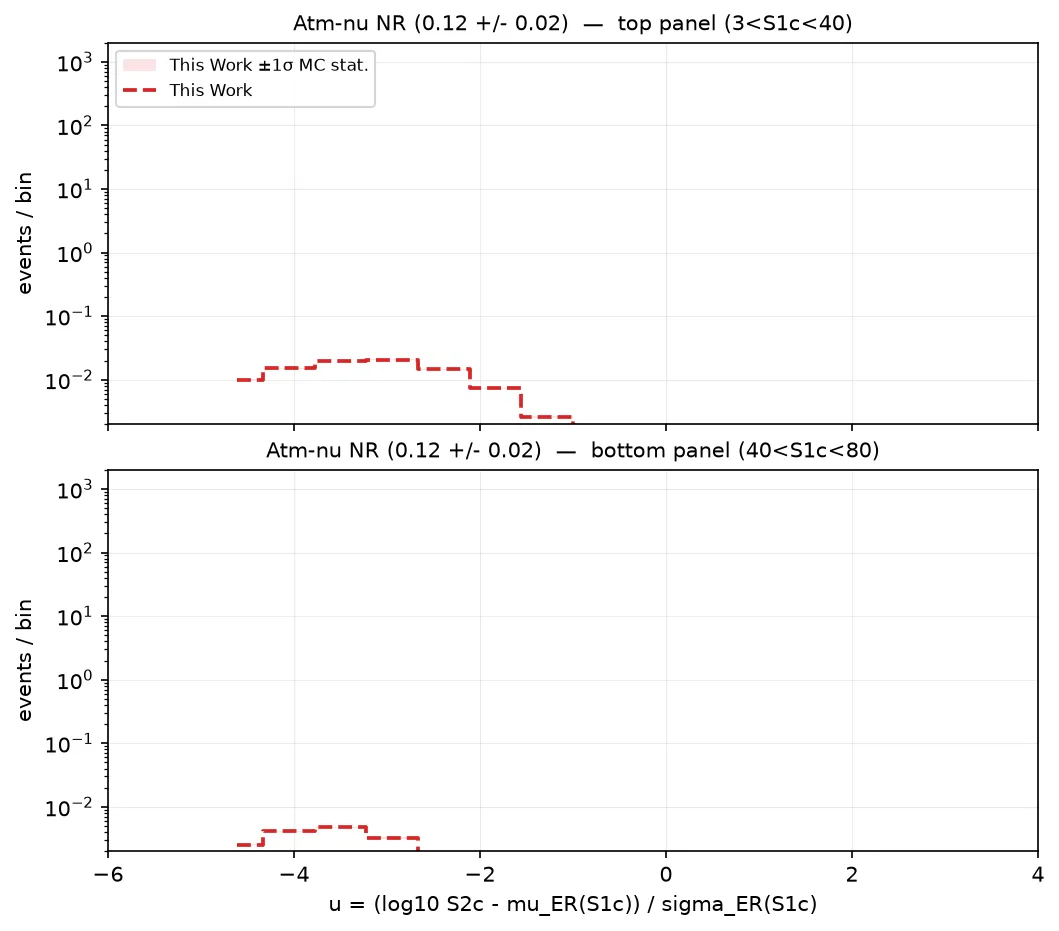 Atm-nu NR (0.12 +/- 0.02)  —  top panel (3<S1c<40)
This Work ±1σ MC stat.
This Work
10³
10²
10¹
10⁰
10⁻¹
10⁻²
events / bin
Atm-nu NR (0.12 +/- 0.02)  —  bottom panel (40<S1c<80)
10³
10²
10¹
10⁰
10⁻¹
10⁻²
events / bin
−6 −4 −2 0 2 4
u = (log10 S2c - mu_ER(S1c)) / sigma_ER(S1c)